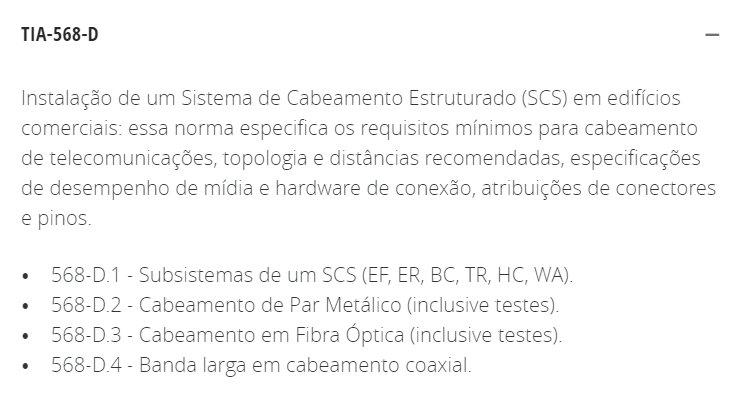 TIA-568-D
Instalação de um Sistema de Cabeamento Estruturado (SCS) em edifícios
comerciais: essa norma especifica os requisitos mínimos para cabeamento
de telecomunicações, topologia e distâncias recomendadas, especificações
de desempenho de mídia e hardware de conexão, atribuições de conectores
e pinos.
• 568-D.1 - Subsistemas de um SCS (EF, ER, BC, TR, HC, WA).
• 568-D.2 - Cabeamento de Par Metálico (inclusive testes).
• 568-D.3 - Cabeamento em Fibra Óptica (inclusive testes).
• 568-D.4 - Banda larga em cabeamento coaxial.